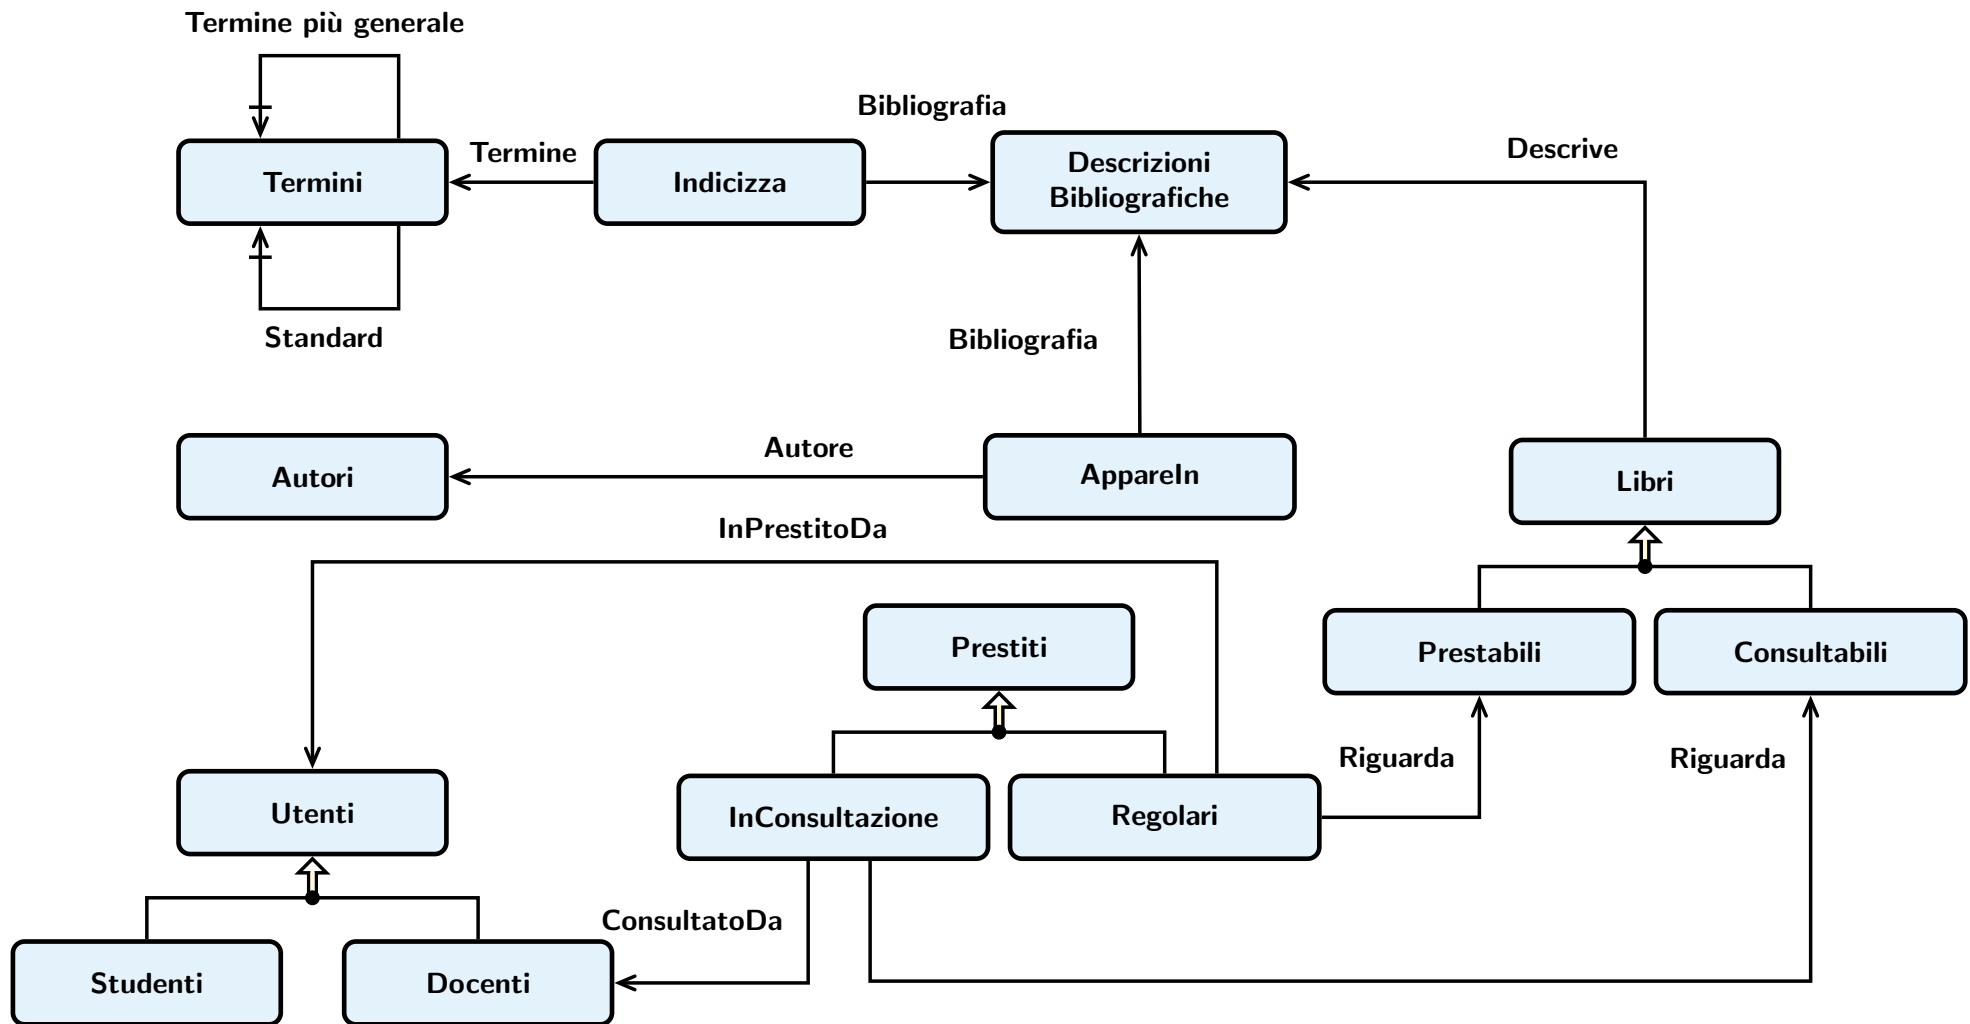 Termine più generale
Bibliografia
Termine
Descrive
Termini
Indicizza
Descrizioni
Bibliografiche
Standard
Bibliografia
Autore
Autori
AppareIn
Libri
InPrestitoDa
Prestiti
Prestabili
Consultabili
Riguarda
Riguarda
Utenti
InConsultazione
Regolari
ConsultatoDa
Studenti
Docenti